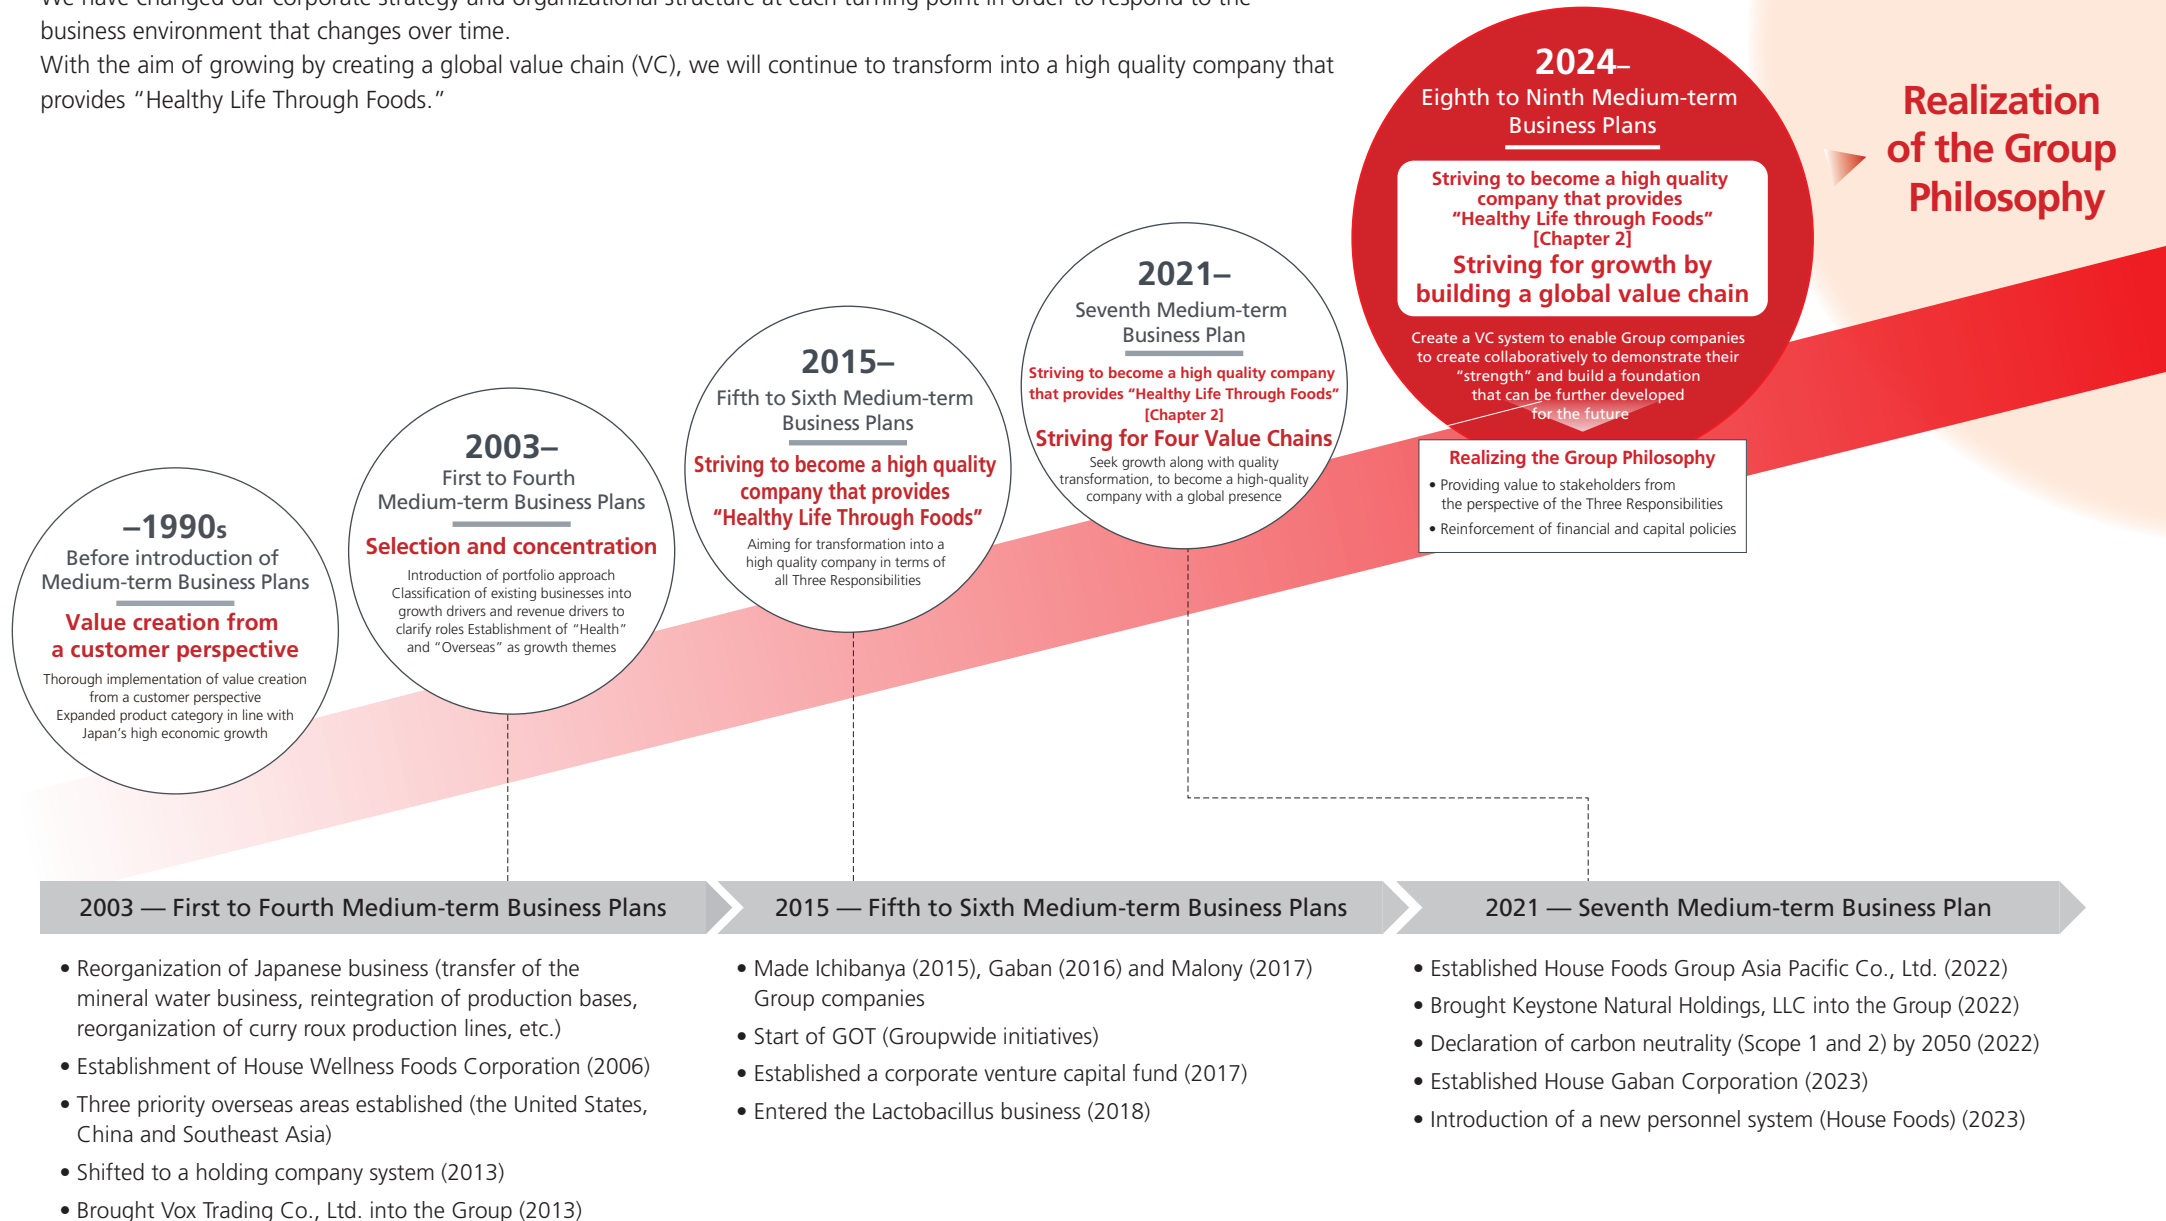 We have changed our corporate strategy and organizational structure at each turning point in order to respond to the
business environment that changes over time.
With the aim of growing by creating a global value chain (VC), we will continue to transform into a high quality company that
provides “Healthy Life Through Foods.”
–1990s
Before introduction of
Medium-term Business Plans
Value creation from
a customer perspective
Thorough implementation of value creation
from a customer perspective
Expanded product category in line with
Japan’s high economic growth
2003–
First to Fourth
Medium-term Business Plans
Selection and concentration
Introduction of portfolio approach
Classification of existing businesses into
growth drivers and revenue drivers to
clarify roles Establishment of “Health”
and “Overseas” as growth themes
2015–
Fifth to Sixth Medium-term
Business Plans
Striving to become a high quality
company that provides
“Healthy Life Through Foods”
Aiming for transformation into a
high quality company in terms of
all Three Responsibilities
2021–
Seventh Medium-term
Business Plan
Striving to become a high quality company
that provides “Healthy Life Through Foods”
[Chapter 2]
Striving for Four Value Chains
Seek growth along with quality
transformation, to become a high-quality
company with a global presence
2024–
Eighth to Ninth Medium-term
Business Plans
Striving to become a high quality
company that provides
“Healthy Life through Foods”
[Chapter 2]
Striving for growth by
building a global value chain
Create a VC system to enable Group companies
to create collaboratively to demonstrate their
“strength” and build a foundation
that can be further developed
for the future
Realizing the Group Philosophy
• Providing value to stakeholders from
the perspective of the Three Responsibilities
• Reinforcement of financial and capital policies
Realization
of the Group
Philosophy
2003 — First to Fourth Medium-term Business Plans
• Reorganization of Japanese business (transfer of the
mineral water business, reintegration of production bases,
reorganization of curry roux production lines, etc.)
• Establishment of House Wellness Foods Corporation (2006)
• Three priority overseas areas established (the United States,
China and Southeast Asia)
• Shifted to a holding company system (2013)
• Brought Vox Trading Co., Ltd. into the Group (2013)
2015 — Fifth to Sixth Medium-term Business Plans
• Made Ichibanya (2015), Gaban (2016) and Malony (2017)
Group companies
• Start of GOT (Groupwide initiatives)
• Established a corporate venture capital fund (2017)
• Entered the Lactobacillus business (2018)
2021 — Seventh Medium-term Business Plan
• Established House Foods Group Asia Pacific Co., Ltd. (2022)
• Brought Keystone Natural Holdings, LLC into the Group (2022)
• Declaration of carbon neutrality (Scope 1 and 2) by 2050 (2022)
• Established House Gaban Corporation (2023)
• Introduction of a new personnel system (House Foods) (2023)